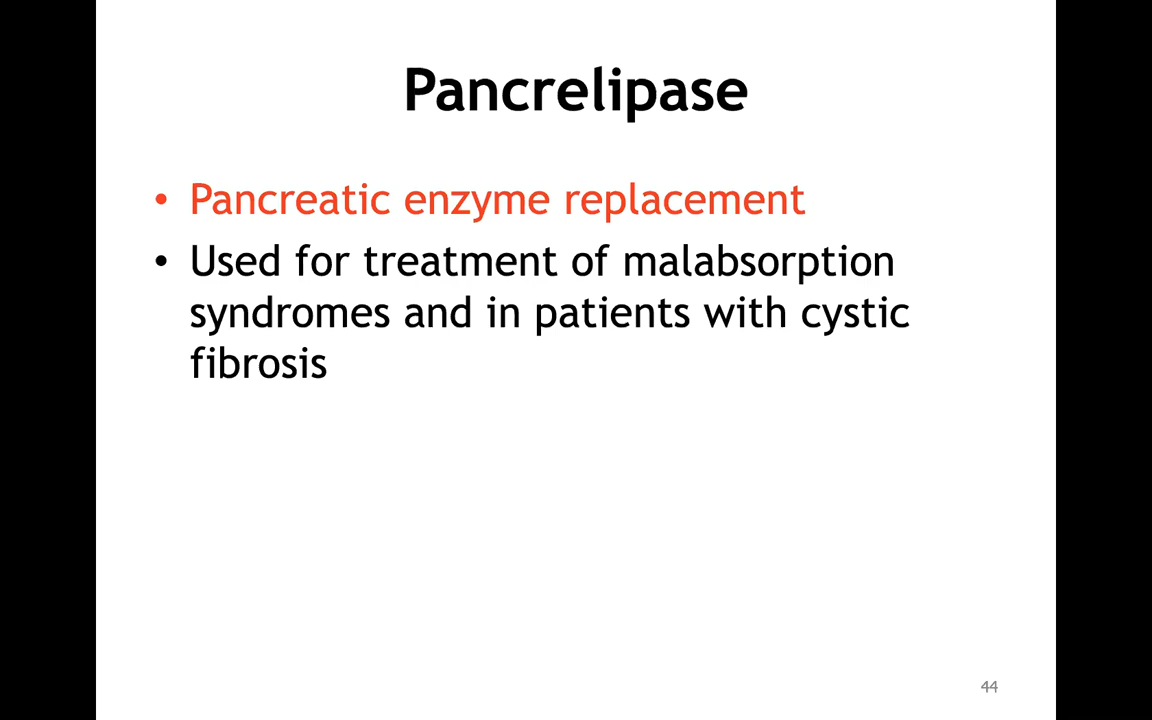 Pancrelipase
• Pancreatic enzyme replacement
• Used for treatment of malabsorption
syndromes and in patients with cystic
fibrosis
44